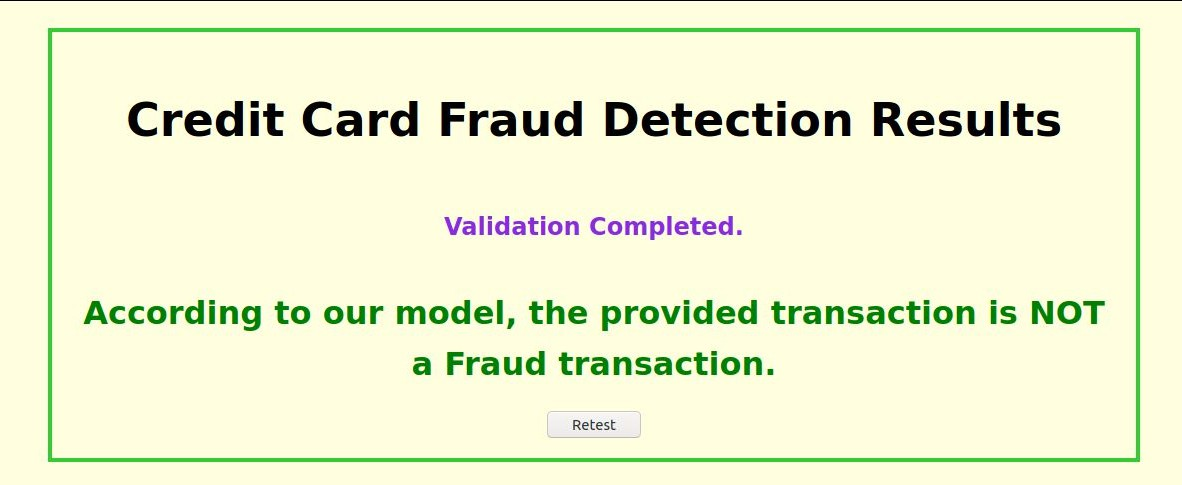 Credit Card Fraud Detection Results
Validation Completed.
According to our model, the provided transaction is NOT
a Fraud transaction.
Retest